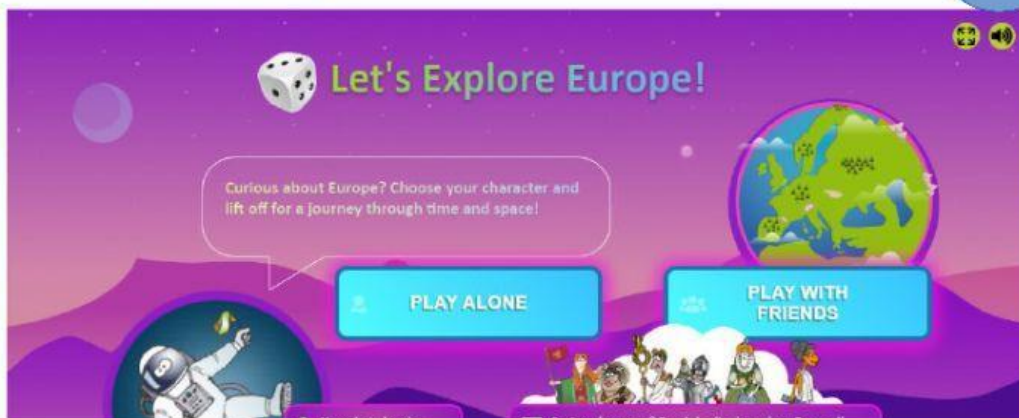 Let's Explore Europe!
Curious about Europe? Choose your character and
lift off for a journey through time and space!
PLAY ALONE
PLAY WITH
FRIENDS